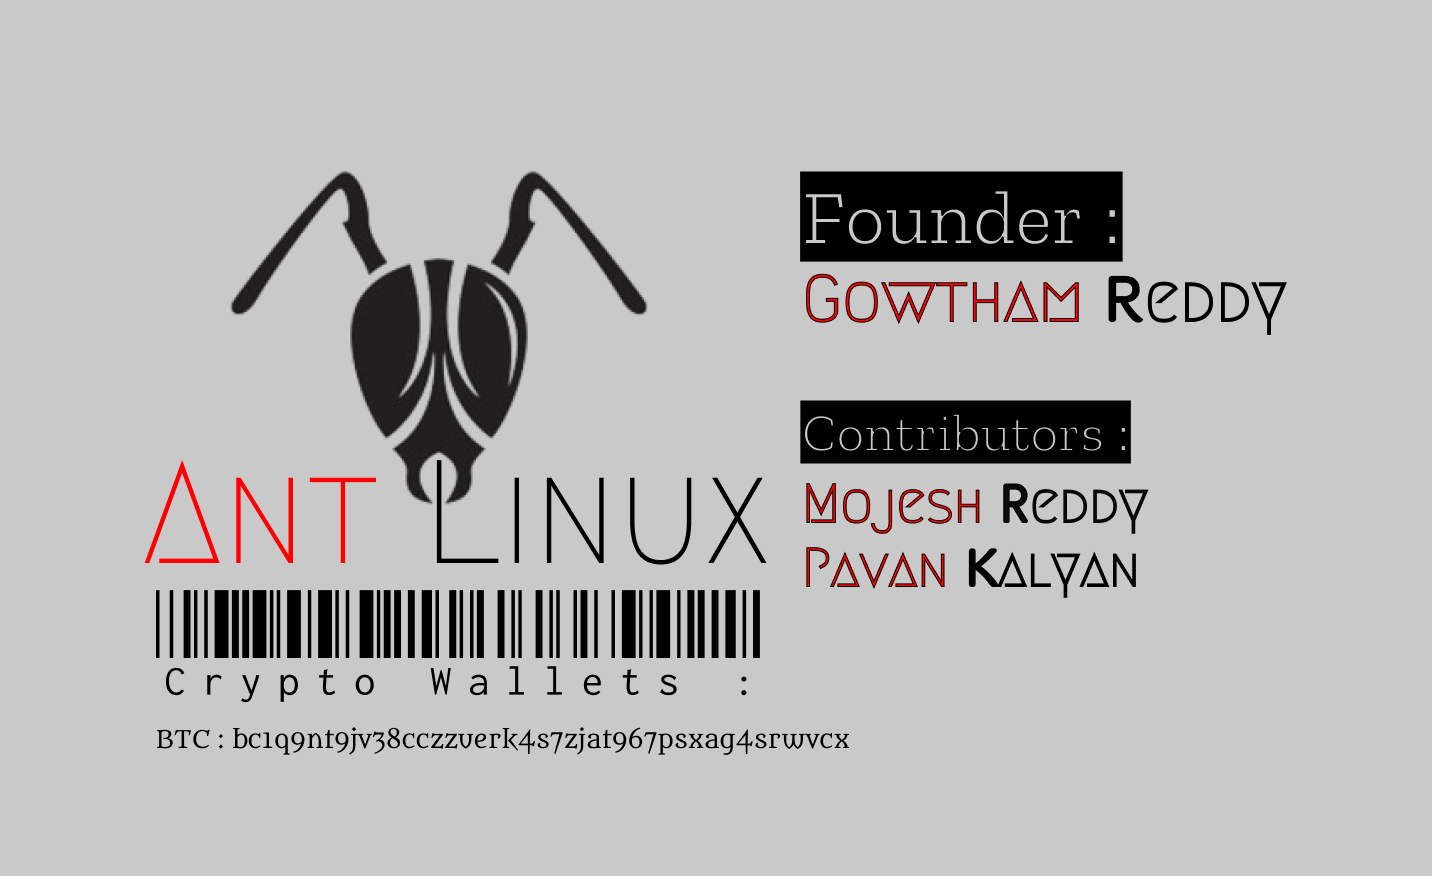 Founder :
Gowtham Reddy
Contributors :
Mojesh Reddy
Pavan Kalyan
Ant Linux
Crypto Wallets :
BTC : bc1q9nt9jv38cczzverk4s7zjat967psxag4srwvcx